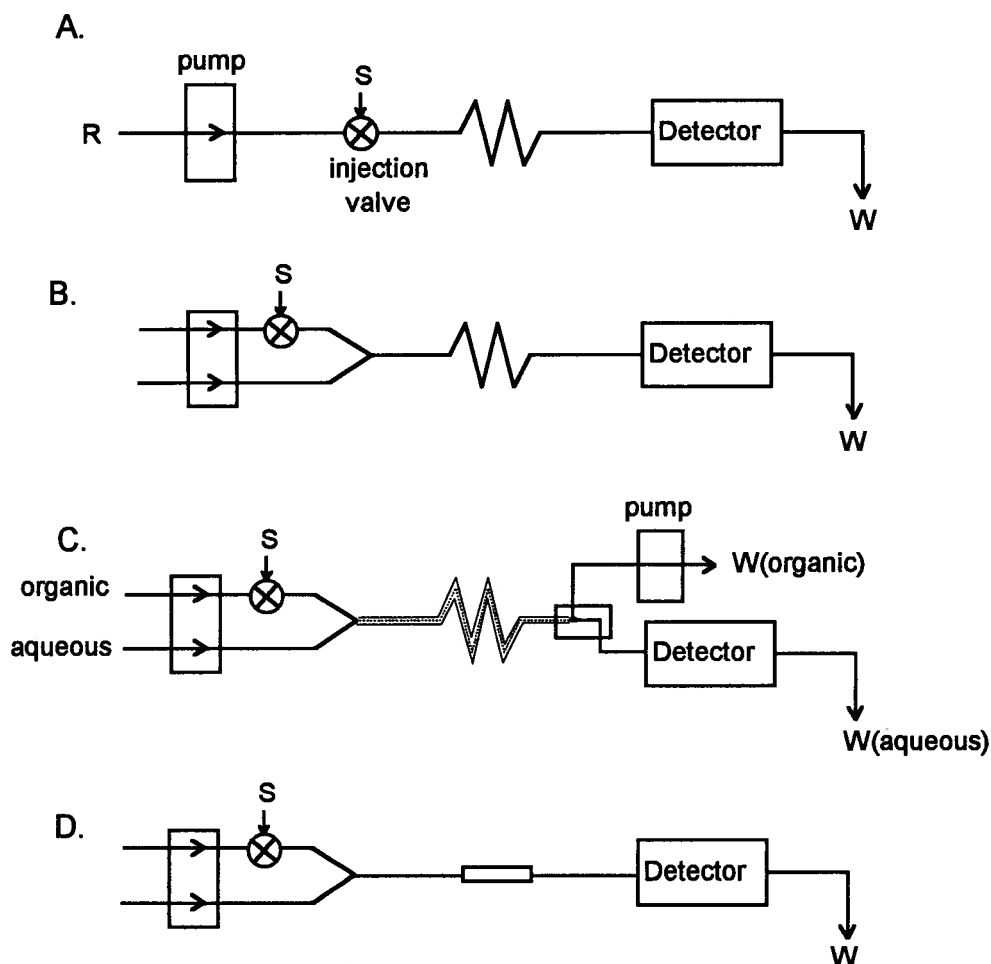 A.
pump
S
R
Detector
injection
valve
W
B.
S
Detector
W
C.
S
pump
organic
W(organic)
aqueous
Detector
W(aqueous)
D.
S
Detector
W